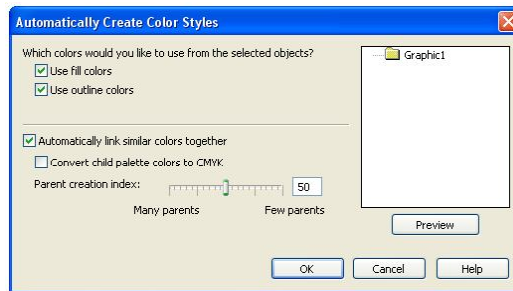 Automatically Create Color Styles
Which colors would you like to use from the selected objects?
Use fill colors
Use outline colors
Graphic1
Automatically link similar colors together
Convert child palette colors to CMYK
Parent creation index:
50
Many parents
Few parents
Preview
OK
Cancel
Help